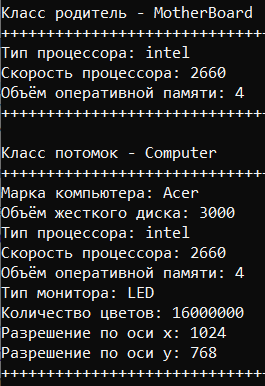 Класс родитель - MotherBoard
+++++++++++++++++++++++++++++
Тип процессора: intel
Скорость процессора: 2660
Объём оперативной памяти: 4
+++++++++++++++++++++++++++++
Класс потомок - Computer
+++++++++++++++++++++++++++++
Марка компьютера: Acer
Объём жесткого диска: 3000
Тип процессора: intel
Скорость процессора: 2660
Объём оперативной памяти: 4
Тип монитора: LED
Количество цветов: 16000000
Разрешение по оси x: 1024
Разрешение по оси y: 768
+++++++++++++++++++++++++++++